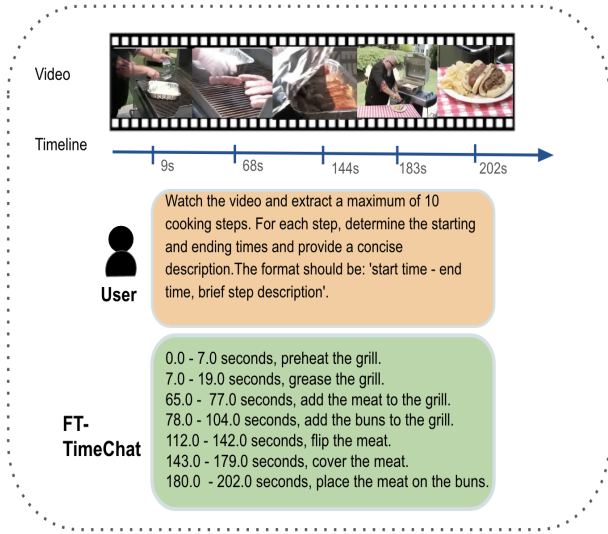 Video
Timeline
9s
68s
144s
183s
202s
Watch the video and extract a maximum of 10
cooking steps. For each step, determine the starting
and ending times and provide a concise
description.The format should be: 'start time - end
time, brief step description'.
User
0.0 - 7.0 seconds, preheat the grill.
7.0 - 19.0 seconds, grease the grill.
65.0 - 77.0 seconds, add the meat to the grill.
78.0 - 104.0 seconds, add the buns to the grill.
112.0 - 142.0 seconds, flip the meat.
143.0 - 179.0 seconds, cover the meat.
180.0 - 202.0 seconds, place the meat on the buns.
FT-
TimeChat